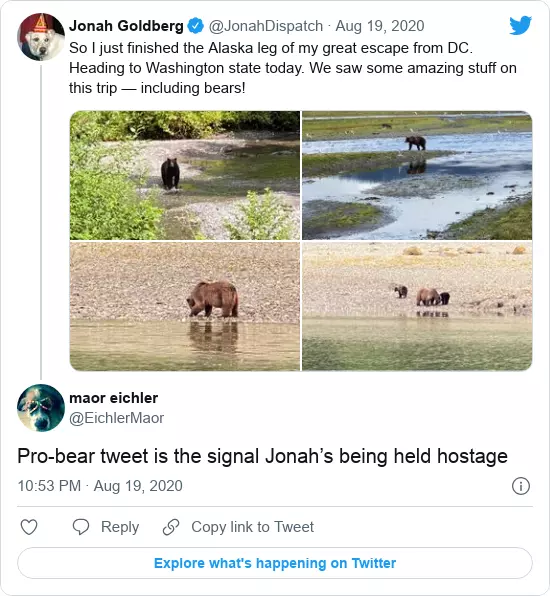 Jonah Goldberg @JonahDispatch · Aug 19, 2020
So I just finished the Alaska leg of my great escape from DC.
Heading to Washington state today. We saw some amazing stuff on
this trip — including bears!
maor eichler
@EichlerMaor
Pro-bear tweet is the signal Jonah’s being held hostage
10:53 PM · Aug 19, 2020
Reply Copy link to Tweet
Explore what's happening on Twitter